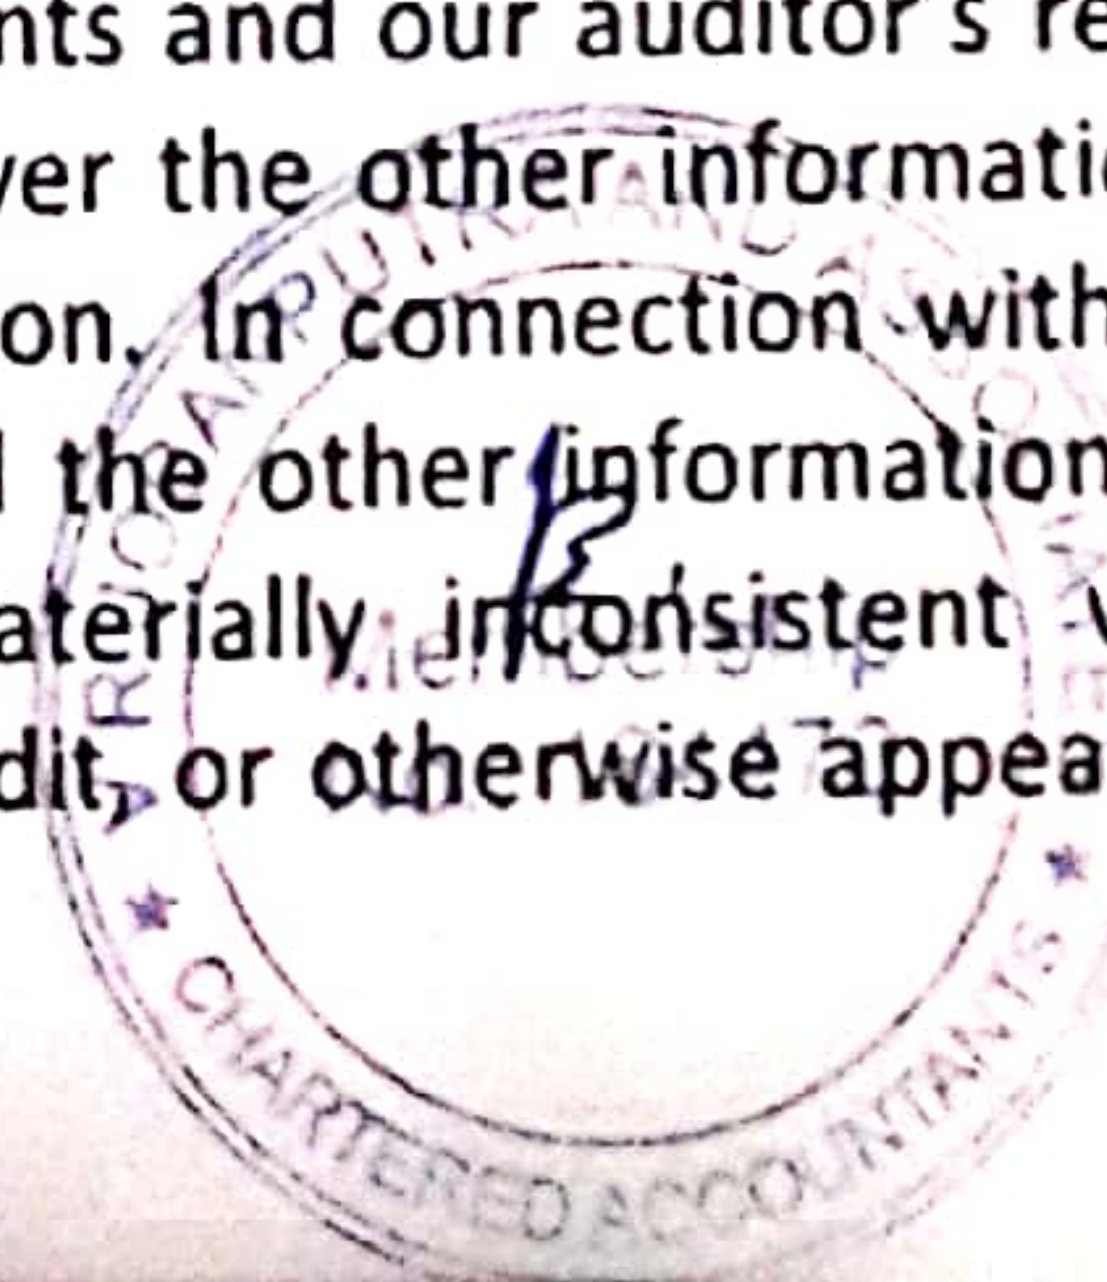 nts and our auditor's re
ver the other informati
on. In connection with
the other information
aterially inconsistent
dit, or otherwise appea
AND
★ CHARTERED ACCOUNTANTS ★